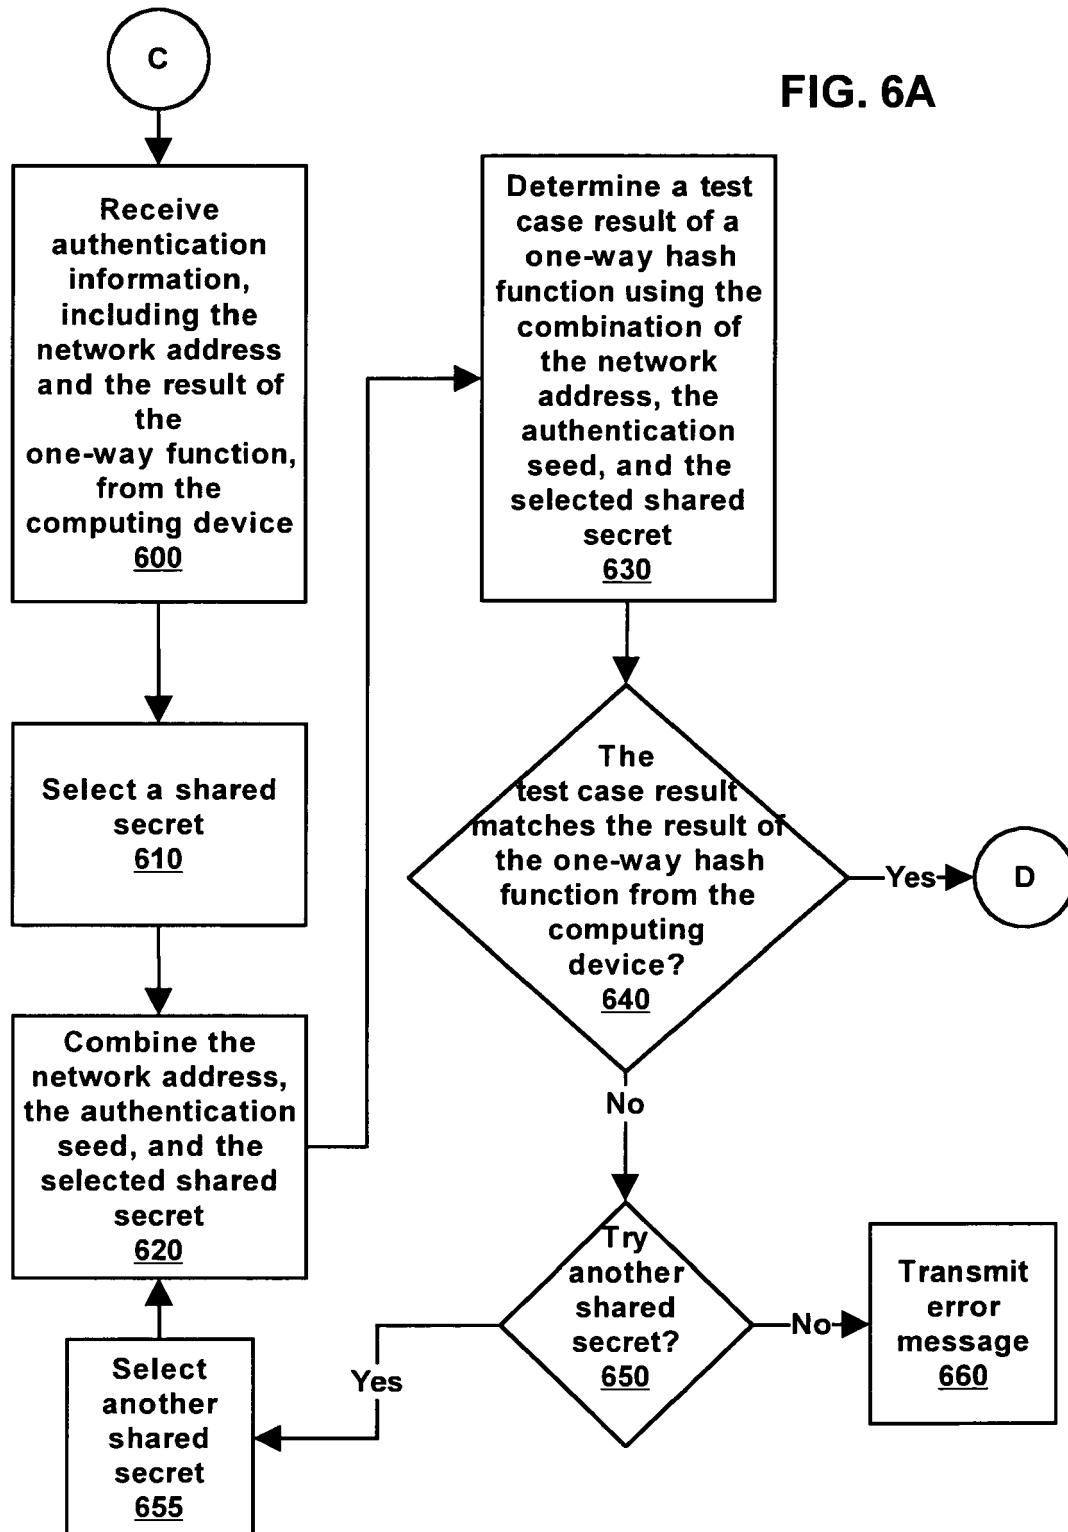 C
FIG. 6A
Receive
authentication
information,
including the
network address
and the result of
the
one-way function,
from the
computing device
600
Select a shared
secret
610
Combine the
network address,
the authentication
seed, and the
selected shared
secret
620
Determine a test
case result of a
one-way hash
function using the
combination of
the network
address, the
authentication
seed, and the
selected shared
secret
630
The
test case result
matches the result of
the one-way hash
function from the
computing
device?
640
Yes
D
No
Try
another
shared
secret?
650
No
Transmit
error
message
660
Yes
Select
another
shared
secret
655